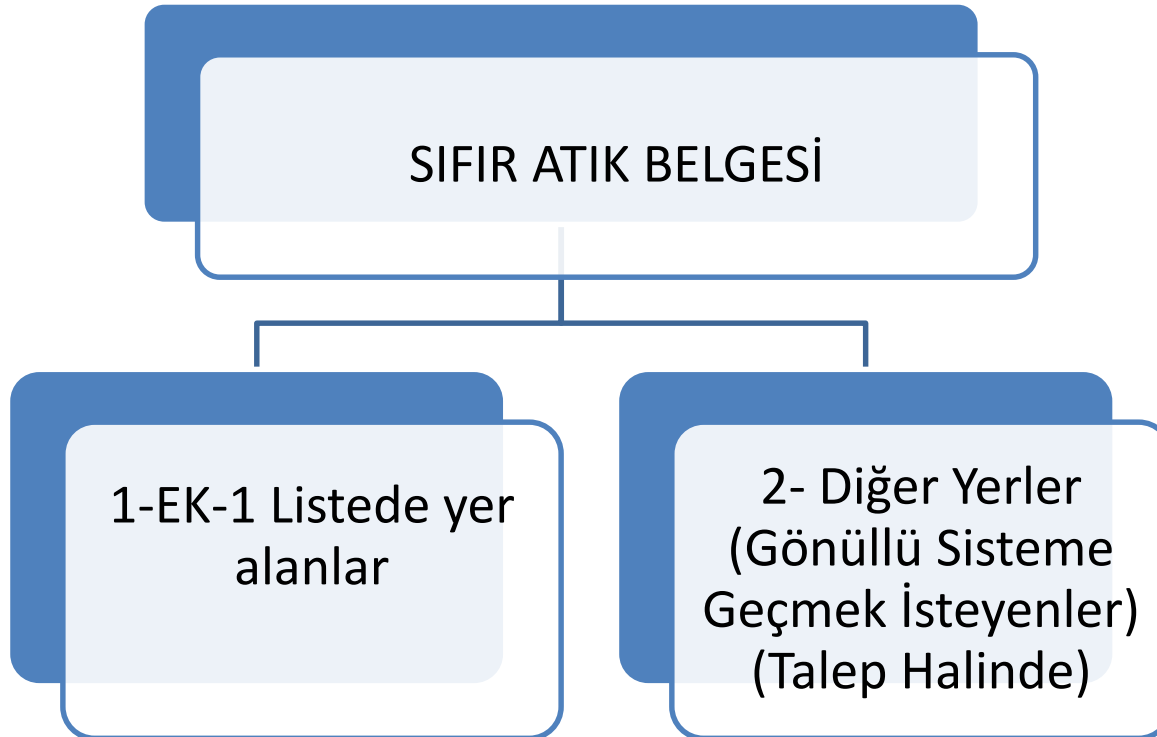 SIFIR ATIK BELGESİ
1-EK-1 Listede yer
alanlar
2- Diğer Yerler
(Gönüllü Sisteme
Geçmek İsteyenler)
(Talep Halinde)